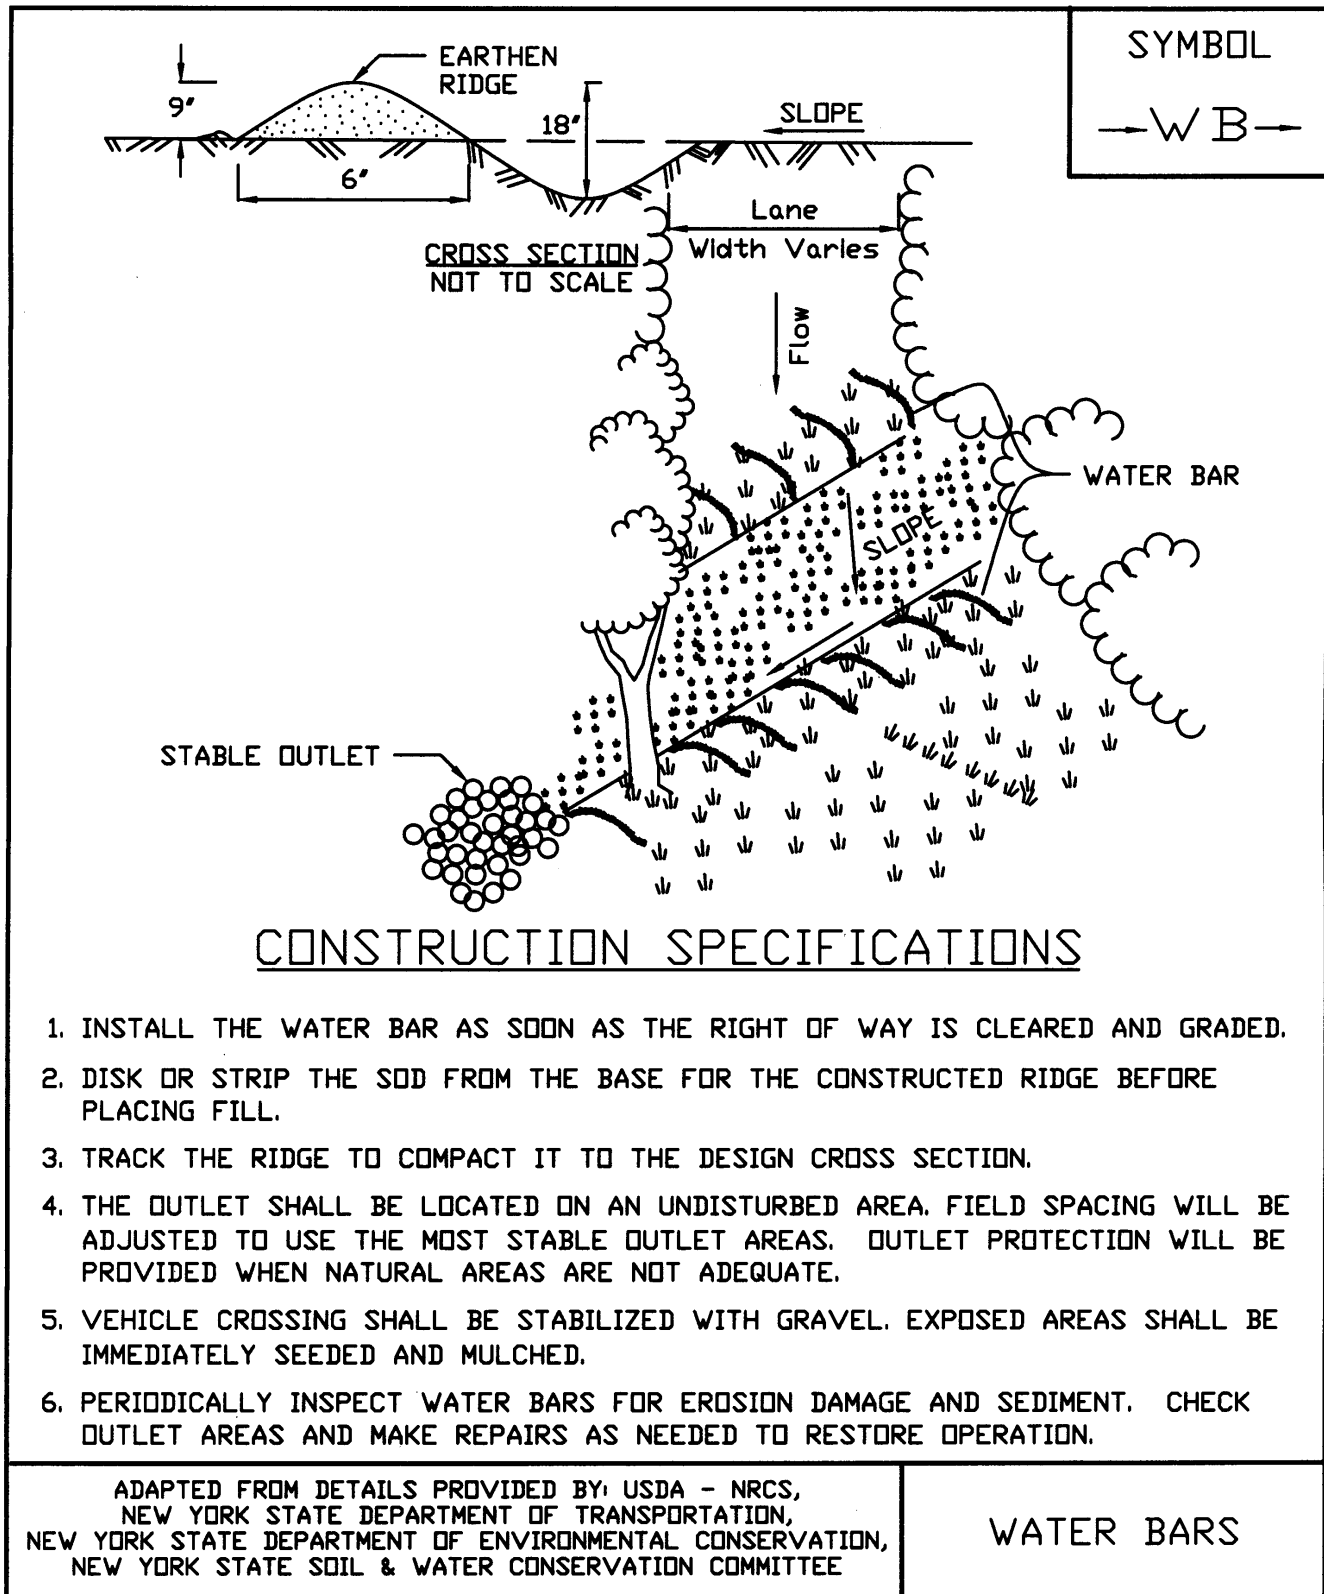 EARTHEN
RIDGE
9"
18"
SLOPE
6"
SYMBOL
W B
Lane
Width Varies
CROSS SECTION
NOT TO SCALE
Flow
WATER BAR
SLOPE
STABLE OUTLET
CONSTRUCTION SPECIFICATIONS
1. INSTALL THE WATER BAR AS SOON AS THE RIGHT OF WAY IS CLEARED AND GRADED.
2. DISK OR STRIP THE SOD FROM THE BASE FOR THE CONSTRUCTED RIDGE BEFORE
PLACING FILL.
3. TRACK THE RIDGE TO COMPACT IT TO THE DESIGN CROSS SECTION.
4. THE OUTLET SHALL BE LOCATED ON AN UNDISTURBED AREA. FIELD SPACING WILL BE
ADJUSTED TO USE THE MOST STABLE OUTLET AREAS. OUTLET PROTECTION WILL BE
PROVIDED WHEN NATURAL AREAS ARE NOT ADEQUATE.
5. VEHICLE CROSSING SHALL BE STABILIZED WITH GRAVEL. EXPOSED AREAS SHALL BE
IMMEDIATELY SEEDED AND MULCHED.
6. PERIODICALLY INSPECT WATER BARS FOR EROSION DAMAGE AND SEDIMENT. CHECK
OUTLET AREAS AND MAKE REPAIRS AS NEEDED TO RESTORE OPERATION.
ADAPTED FROM DETAILS PROVIDED BY: USDA - NRCS,
NEW YORK STATE DEPARTMENT OF TRANSPORTATION,
NEW YORK STATE DEPARTMENT OF ENVIRONMENTAL CONSERVATION,
NEW YORK STATE SOIL & WATER CONSERVATION COMMITTEE
WATER BARS